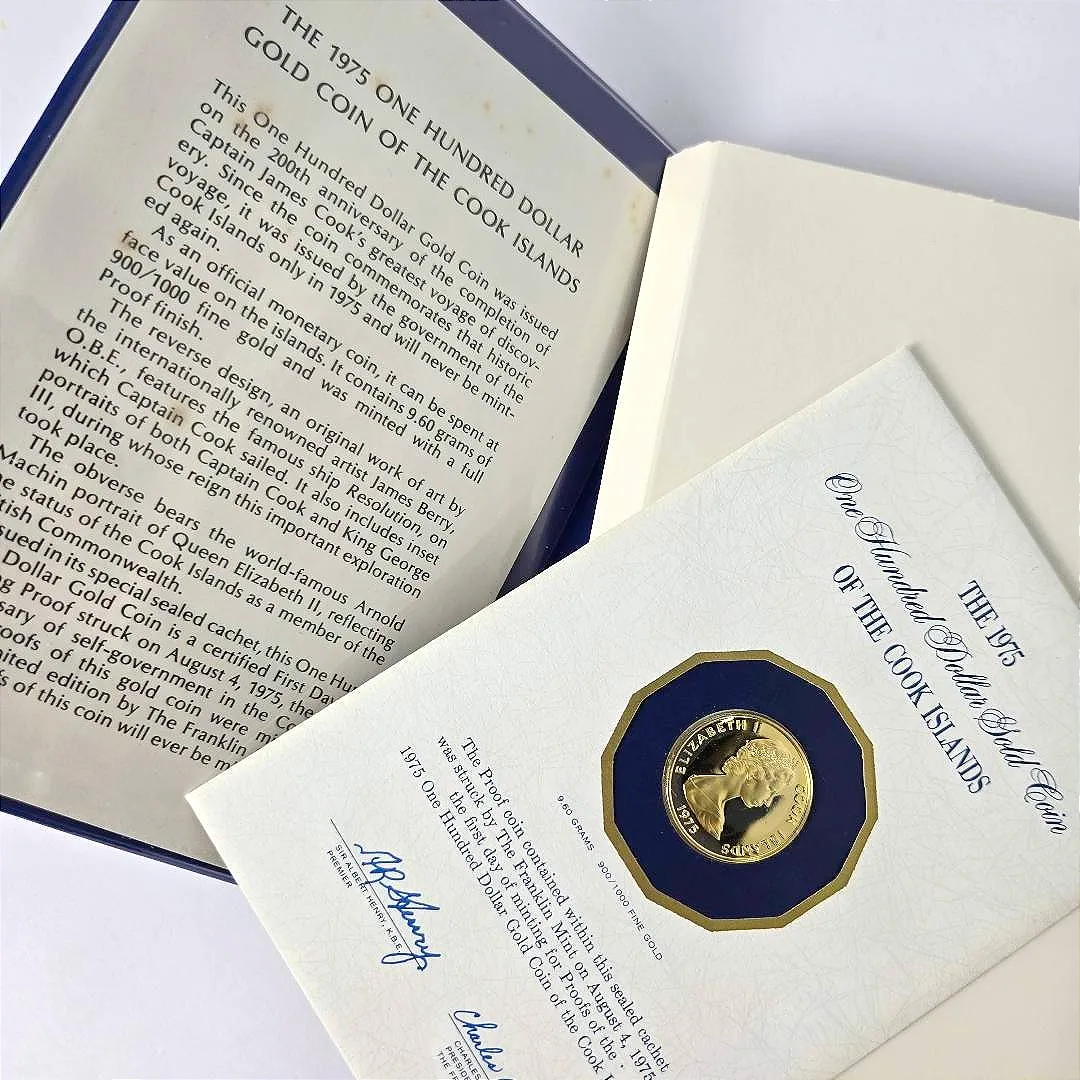 THE 1975 ONE HUNDRED DOLLAR
GOLD COIN OF THE COOK ISLANDS
This One Hundred Dollar Gold Coin was issued
on the 200th anniversary of the completion of
Captain James Cook's greatest voyage of discov-
ery. Since the coin commemorates that historic
voyage, it was issued by the government of the
Cook Islands, only in 1975 and will never be mint-
ed again.
As an official monetary coin, it can be spent at
face value on the islands. It contains 9.60 grams of
900/1000 fine gold and was minted with a full
Proof finish.
The reverse design, an original work of art by
the internationally renowned artist James Berry,
O.B.E., features the famous ship Resolution, on
which Captain Cook sailed. It also includes inset
portraits of both Captain Cook and King George
III, during whose reign this important exploration
took place.
The obverse bears the world-famous Arnold
Machin portrait of Queen Elizabeth II, reflecting
status of the Cook Islands as a member of the
Commonwealth.
in its special sealed cachet, this One
Dollar Gold Coin is a certified First
Proof struck on August 4, 1975, the
of self-government in the
of this gold coin were
edition by The Franklin
of this coin will ever be
THE 1975
One Hundred Dollar Gold Coin
OF THE COOK ISLANDS
ELIZABETH II
COOK ISLANDS
1975
9.60 GRAMS 900/1000 FINE GOLD
The Proof coin contained within this sealed cachet
was struck by The Franklin Mint on August 4, 1975
the first day of minting for Proofs of the
1975 One Hundred Dollar Gold Coin of the Cook
SIR ALBERT HENRY, K.B.E.
PREMIER
Charles
CHARLES